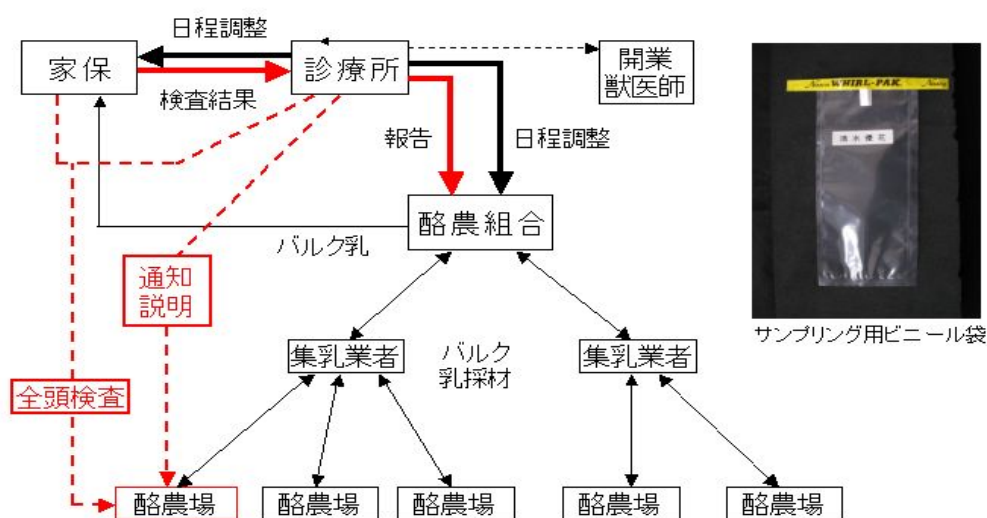 日程調整
家保
診療所
開業
獣医師
検査結果
報告
日程調整
酪農組合
バルク乳
通知
説明
集乳業者
バルク
乳採材
集乳業者
全頭検査
酪農場
酪農場
酪農場
酪農場
酪農場
WHIRL-PAK
サンプリング用ビニール袋